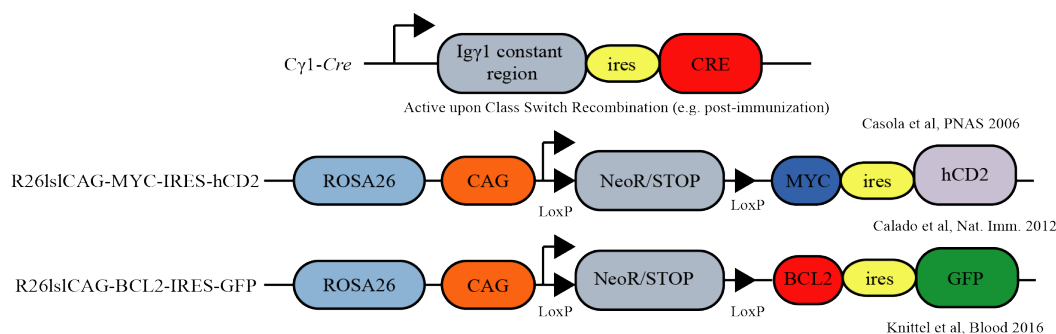 Cγ1-Cre
Igγ1 constant
region
ires
CRE
Active upon Class Switch Recombination (e.g. post-immunization)
Casola et al, PNAS 2006
R26lslCAG-MYC-IRES-hCD2
ROSA26
CAG
LoxP
NeoR/STOP
LoxP
MYC
ires
hCD2
Calado et al, Nat. Imm. 2012
R26lslCAG-BCL2-IRES-GFP
ROSA26
CAG
LoxP
NeoR/STOP
LoxP
BCL2
ires
GFP
Knittel et al, Blood 2016